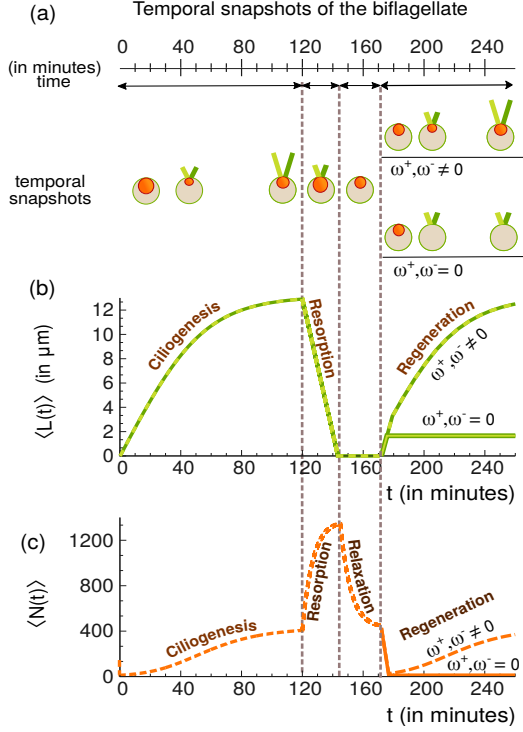 (a) Temporal snapshots of the biflagellate
0 40 80 120 160 200 240
(in minutes)
time
temporal
snapshots
ω⁺,ω⁻ ≠ 0
ω⁺,ω⁻ = 0
(b)
⟨L(t)⟩ (in μm)
12
10
8
6
4
2
0
Ciliogenesis
Resorption
Regeneration
ω⁺,ω⁻ ≠ 0
ω⁺,ω⁻ = 0
0 40 80 120 160 200 240
t (in minutes)
(c)
⟨N(t)⟩
1200
800
400
0
Ciliogenesis
Resorption
Relaxation
Regeneration
ω⁺,ω⁻ ≠ 0
ω⁺,ω⁻ = 0
0 40 80 120 160 200 240
t (in minutes)